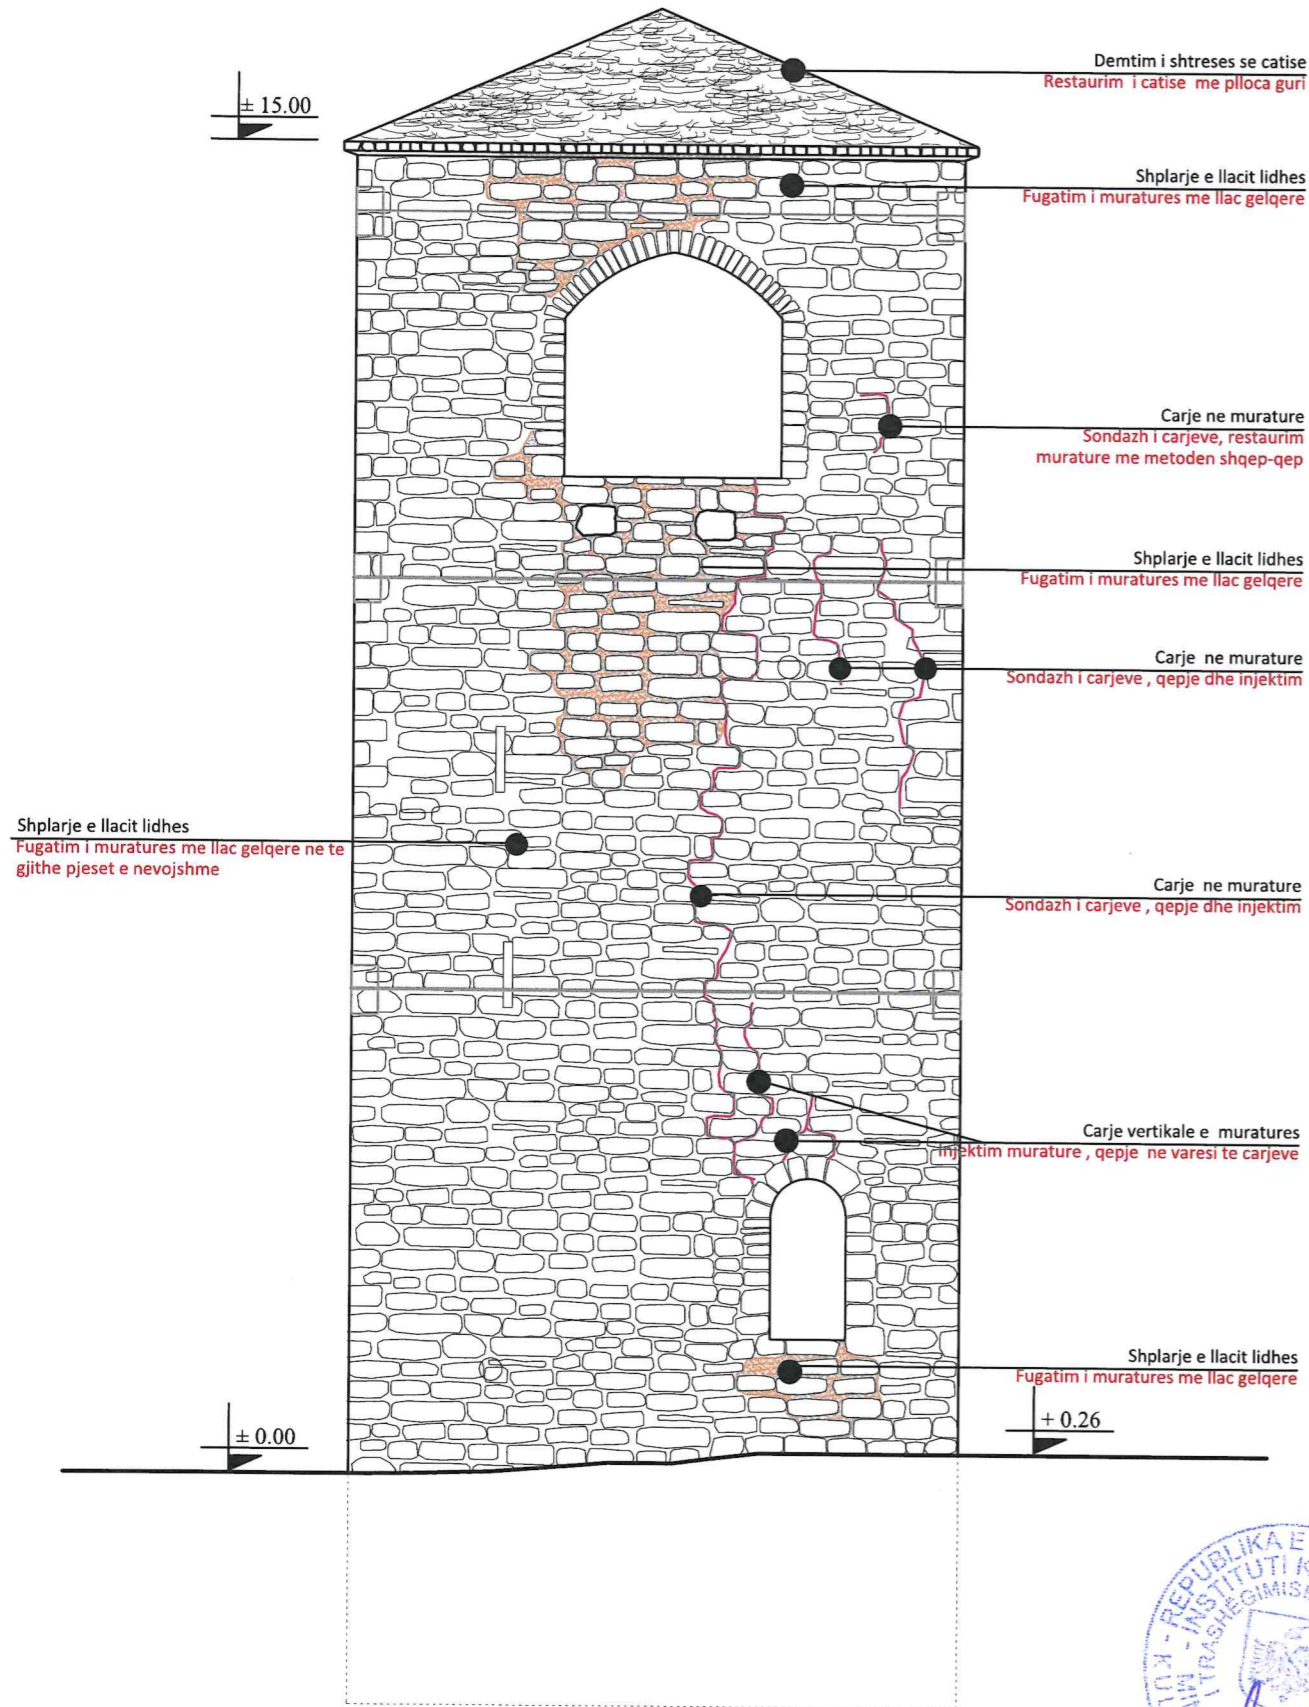 Demtim i shtreses se catise
Restaurim i catise me plloca guri
± 15.00
Shplarje e llacit lidhes
Fugatim i muratures me llac gelqere
Carje ne murature
Sondazh i carjeve, restaurim
murature me metoden shqep-qep
Shplarje e llacit lidhes
Fugatim i muratures me llac gelqere
Carje ne murature
Sondazh i carjeve , qepje dhe injektim
Shplarje e llacit lidhes
Fugatim i muratures me llac gelqere ne te
gjithe pjeset e nevojshme
Carje ne murature
Sondazh i carjeve , qepje dhe injektim
Carje vertikale e muratures
injektim murature , qepje ne varesi te carjeve
Shplarje e llacit lidhes
Fugatim i muratures me llac gelqere
± 0.00
+ 0.26
REPUBLIKA E
INSTITUTI K